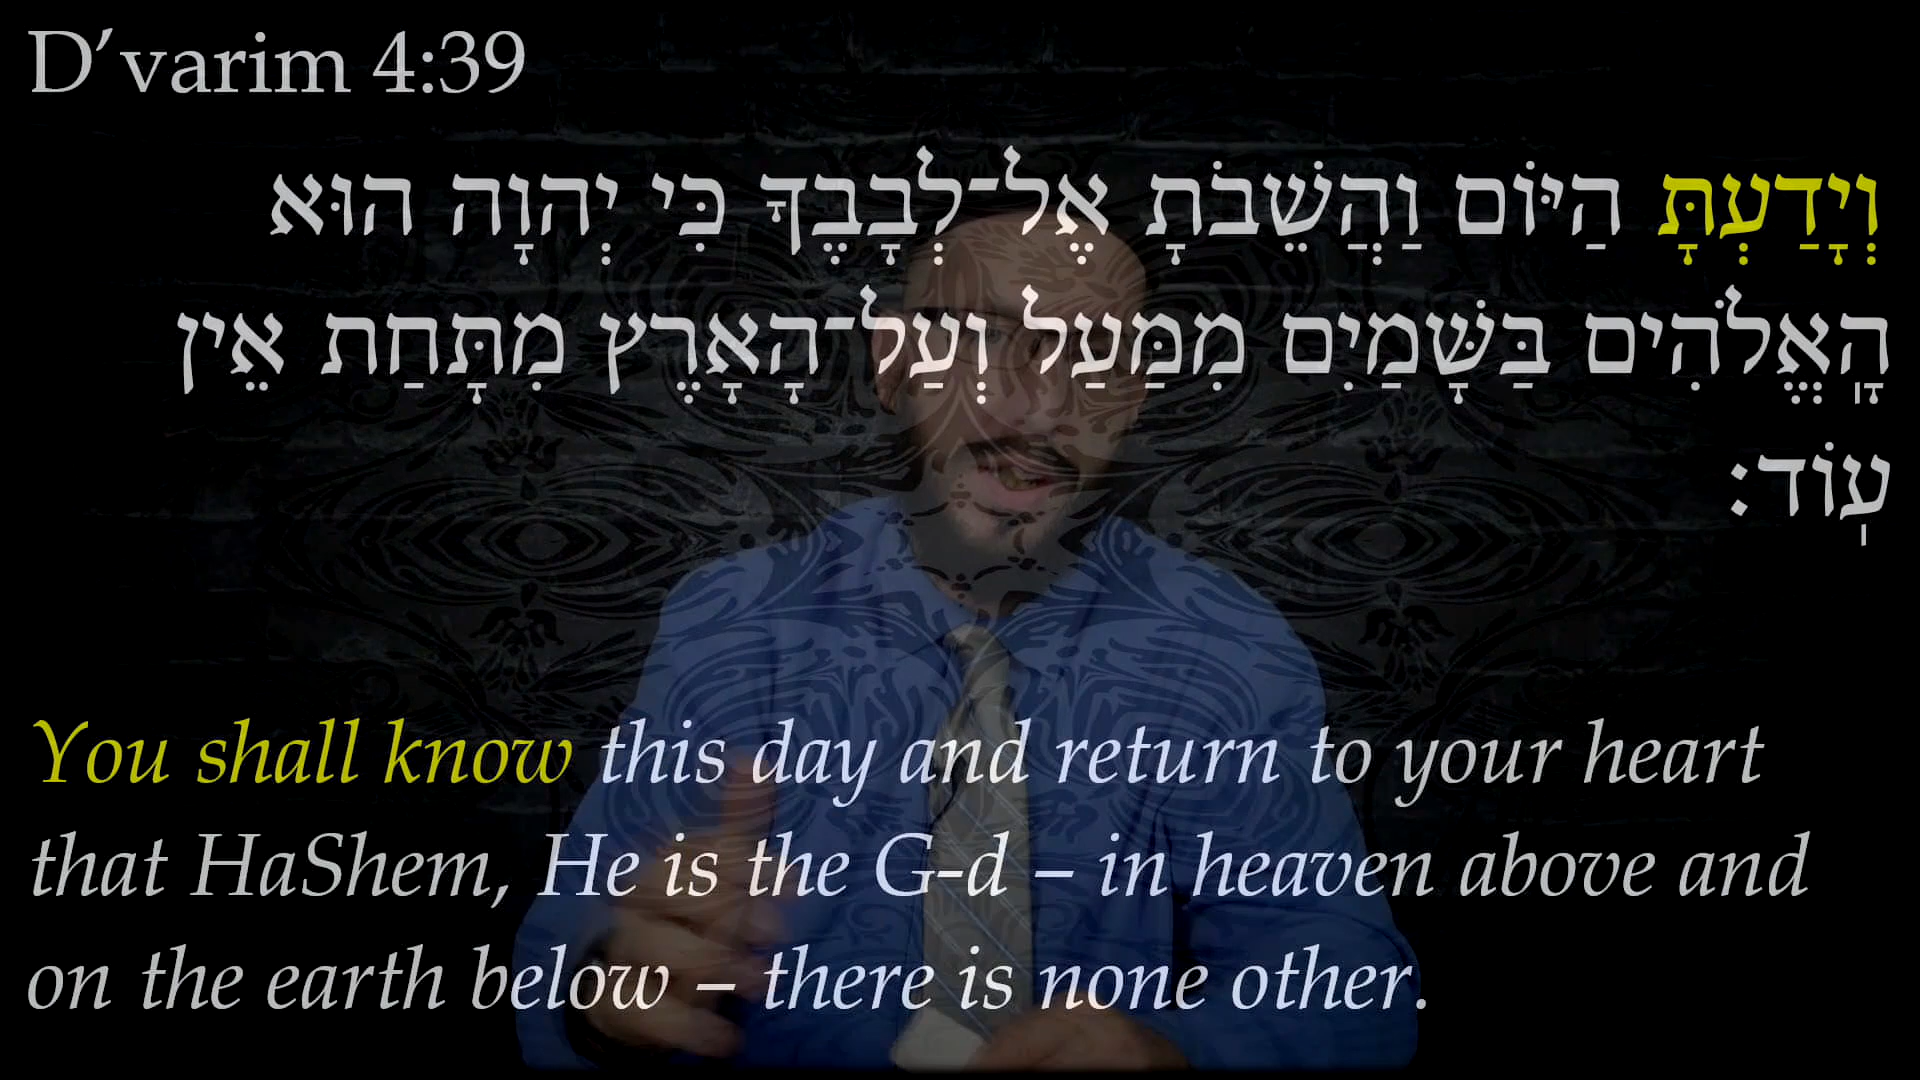 D’varim 4:39
וְיָדַעְתָּ הַיּוֹם וַהֲשֵׁבֹתָ אֶל־לְבָבֶךָ כִּי יְהוָה הוּא
הָֽאֱלֹהִים בַּשָּׁמַיִם מִמַּעַל וְעַל־הָאָרֶץ מִתָּחַת אֵין
עֽוֹד׃
You shall know this day and return to your heart
that HaShem, He is the G-d – in heaven above and
on the earth below – there is none other.